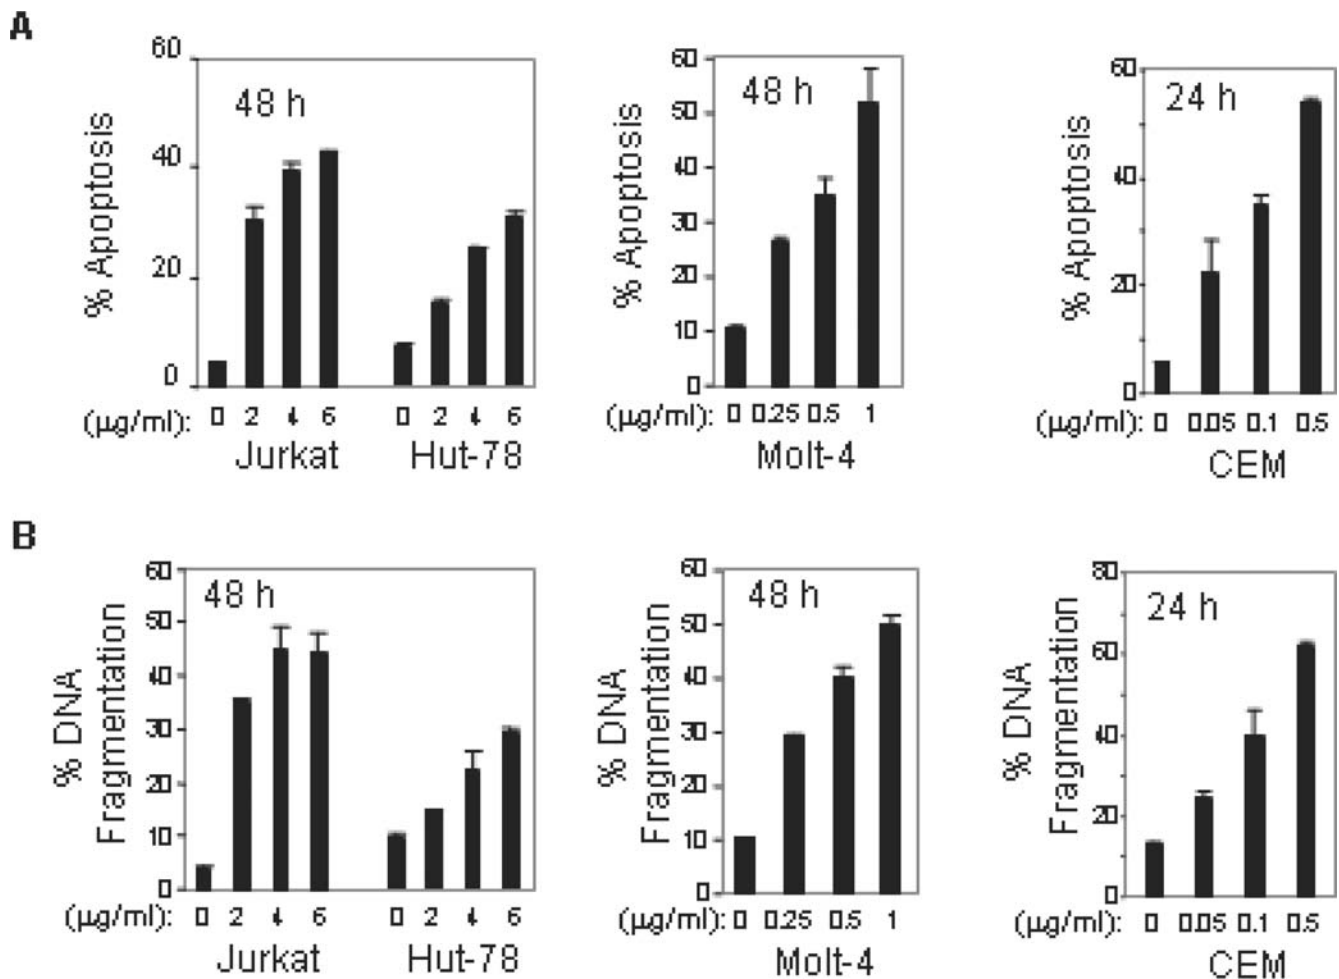 A
% Apoptosis
60
40
20
0
48 h
(μg/ml): 0 2 4 6 0 2 4 6
Jurkat Hut-78
% Apoptosis
60
50
40
30
20
10
0
48 h
(μg/ml): 0 0.25 0.5 1
Molt-4
% Apoptosis
60
40
20
0
24 h
(μg/ml): 0 0.05 0.1 0.5
CEM
B
% DNA
Fragmentation
60
50
40
30
20
10
0
48 h
(μg/ml): 0 2 4 6 0 2 4 6
Jurkat Hut-78
% DNA
Fragmentation
60
50
40
30
20
10
0
48 h
(μg/ml): 0 0.25 0.5 1
Molt-4
% DNA
Fragmentation
80
60
40
20
0
24 h
(μg/ml): 0 0.05 0.1 0.5
CEM